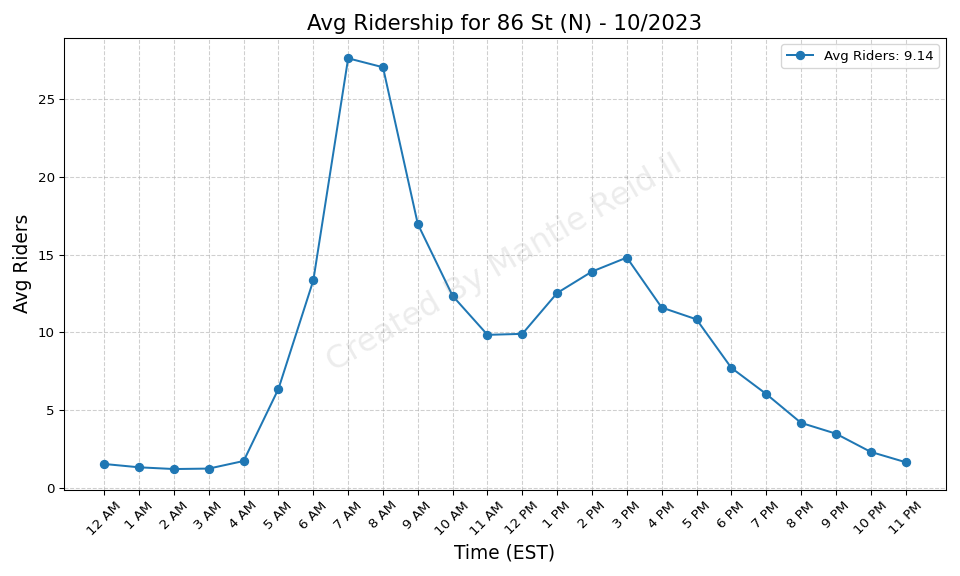 Avg Ridership for 86 St (N) - 10/2023
Avg Riders: 9.14
Avg Riders
25
20
15
10
5
0
Created By Mantle Reid II
12 AM
1 AM
2 AM
3 AM
4 AM
5 AM
6 AM
7 AM
8 AM
9 AM
10 AM
11 AM
12 PM
1 PM
2 PM
3 PM
4 PM
5 PM
6 PM
7 PM
8 PM
9 PM
10 PM
11 PM
Time (EST)